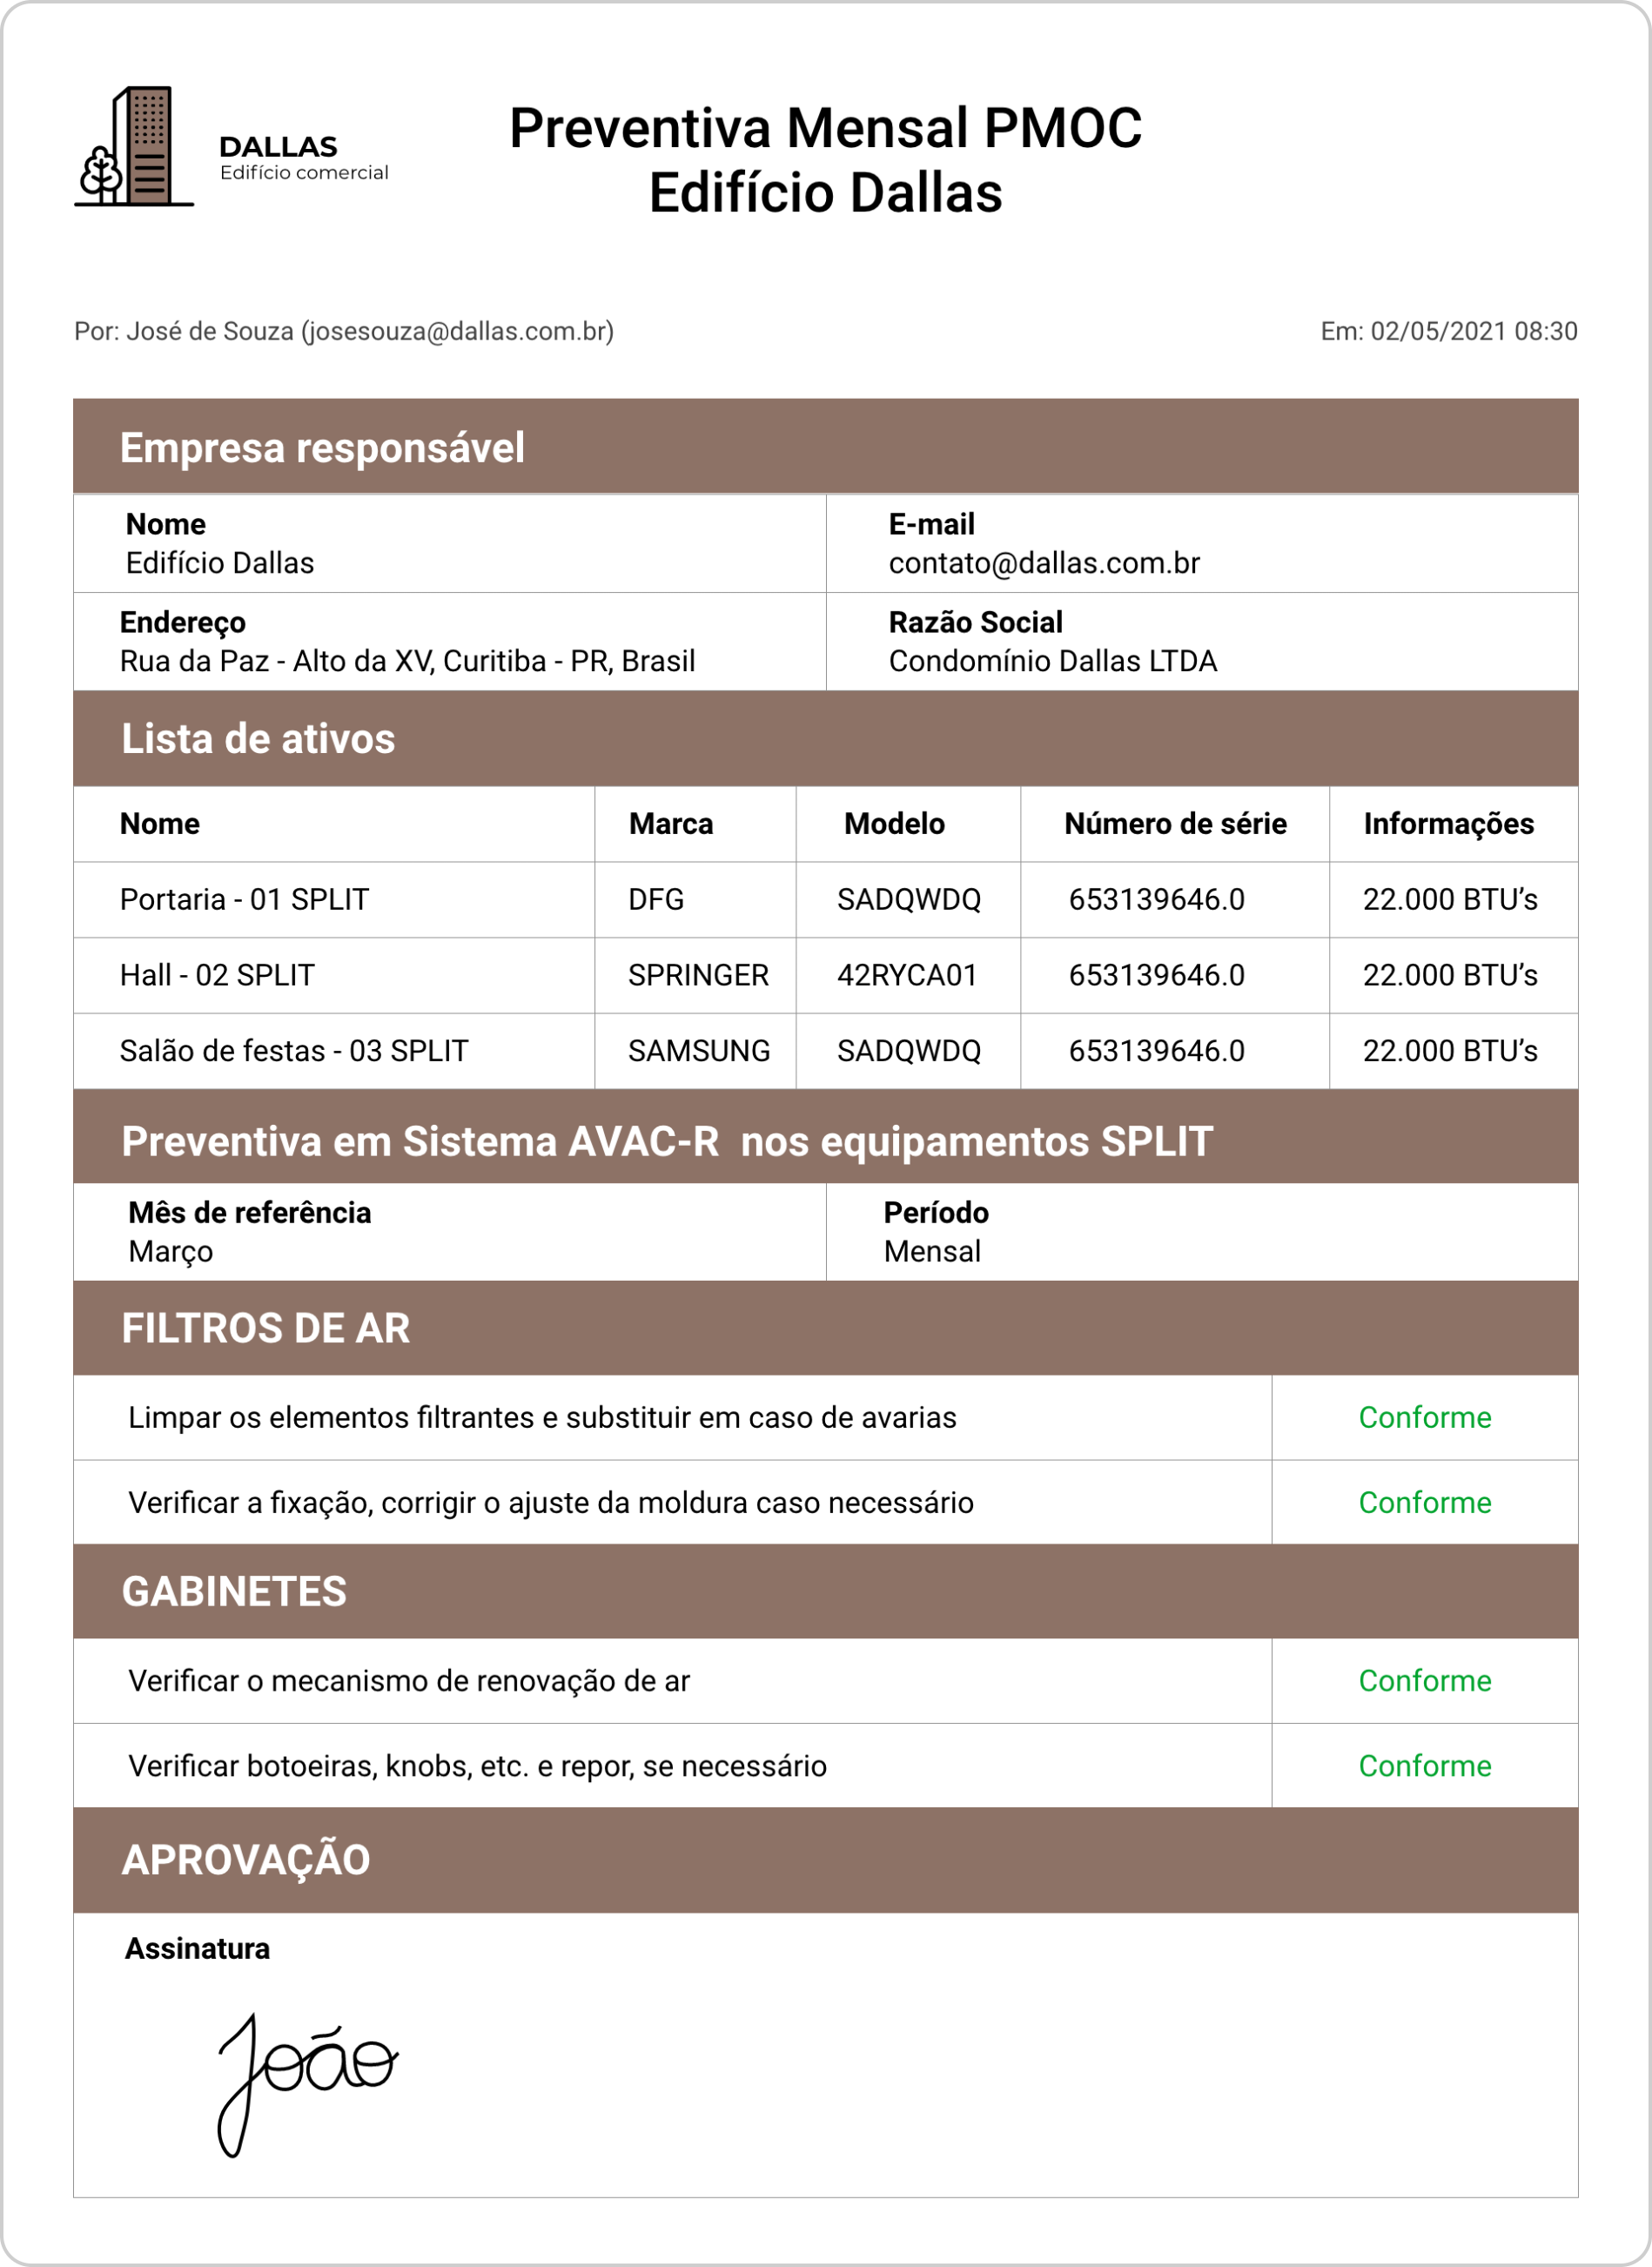 DALLAS
Edifício comercial
Preventiva Mensal PMOC
Edifício Dallas
Por: José de Souza (josesouza@dallas.com.br)
Em: 02/05/2021 08:30
Empresa responsável
Nome
Edifício Dallas
E-mail
contato@dallas.com.br
Endereço
Rua da Paz - Alto da XV, Curitiba - PR, Brasil
Razão Social
Condomínio Dallas LTDA
Lista de ativos
Nome Marca Modelo Número de série Informações
Portaria - 01 SPLIT DFG SADQWDQ 653139646.0 22.000 BTU’s
Hall - 02 SPLIT SPRINGER 42RYCA01 653139646.0 22.000 BTU’s
Salão de festas - 03 SPLIT SAMSUNG SADQWDQ 653139646.0 22.000 BTU’s
Preventiva em Sistema AVAC-R nos equipamentos SPLIT
Mês de referência
Março
Período
Mensal
FILTROS DE AR
Limpar os elementos filtrantes e substituir em caso de avarias Conforme
Verificar a fixação, corrigir o ajuste da moldura caso necessário Conforme
GABINETES
Verificar o mecanismo de renovação de ar Conforme
Verificar botoeiras, knobs, etc. e repor, se necessário Conforme
APROVAÇÃO
Assinatura
João